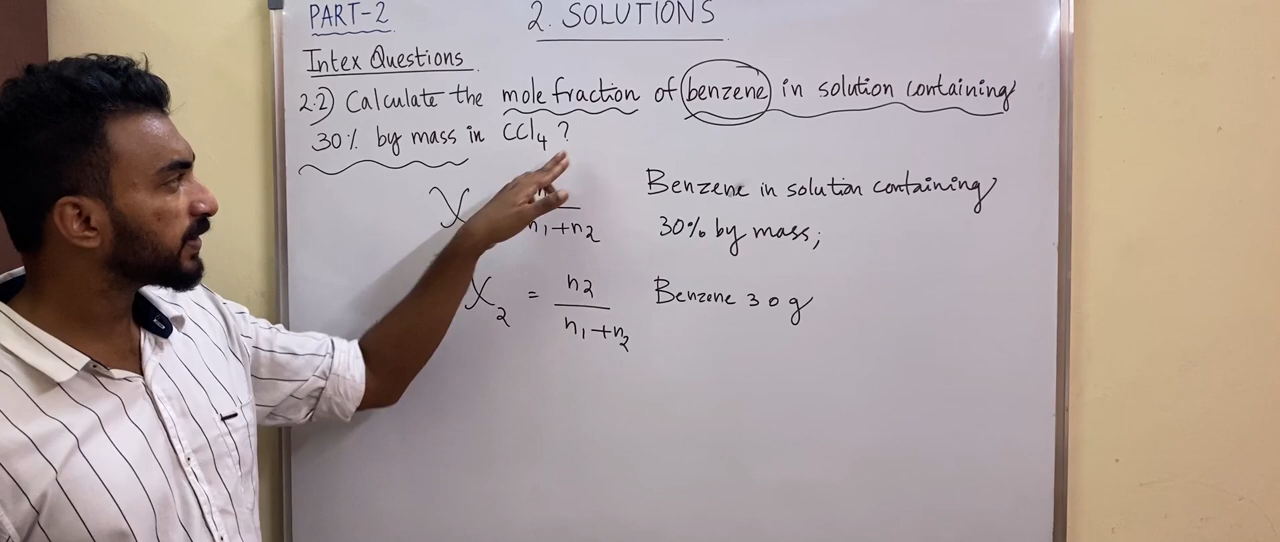 PART-2
2. SOLUTIONS
Intex Questions
2.2) Calculate the mole fraction of benzene in solution containing
30% by mass in CCl4 ?
X
n1+n2
Benzene in solution containing
30% by mass;
X2 = n2
n1+n2
Benzene 30g